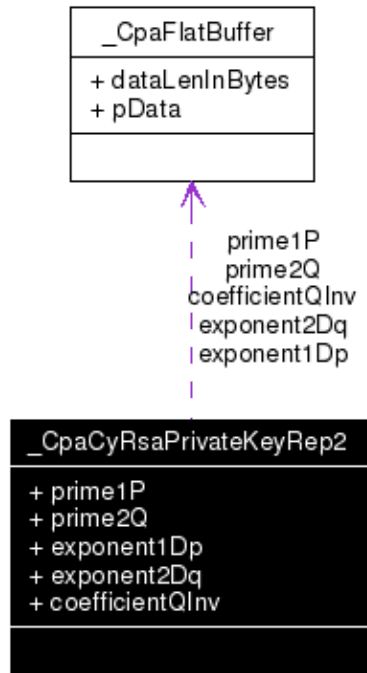 _CpaFlatBuffer
+ dataLenInBytes
+ pData
prime1P
prime2Q
coefficientQInv
exponent2Dq
exponent1Dp
_CpaCyRsaPrivateKeyRep2
+ prime1P
+ prime2Q
+ exponent1Dp
+ exponent2Dq
+ coefficientQInv